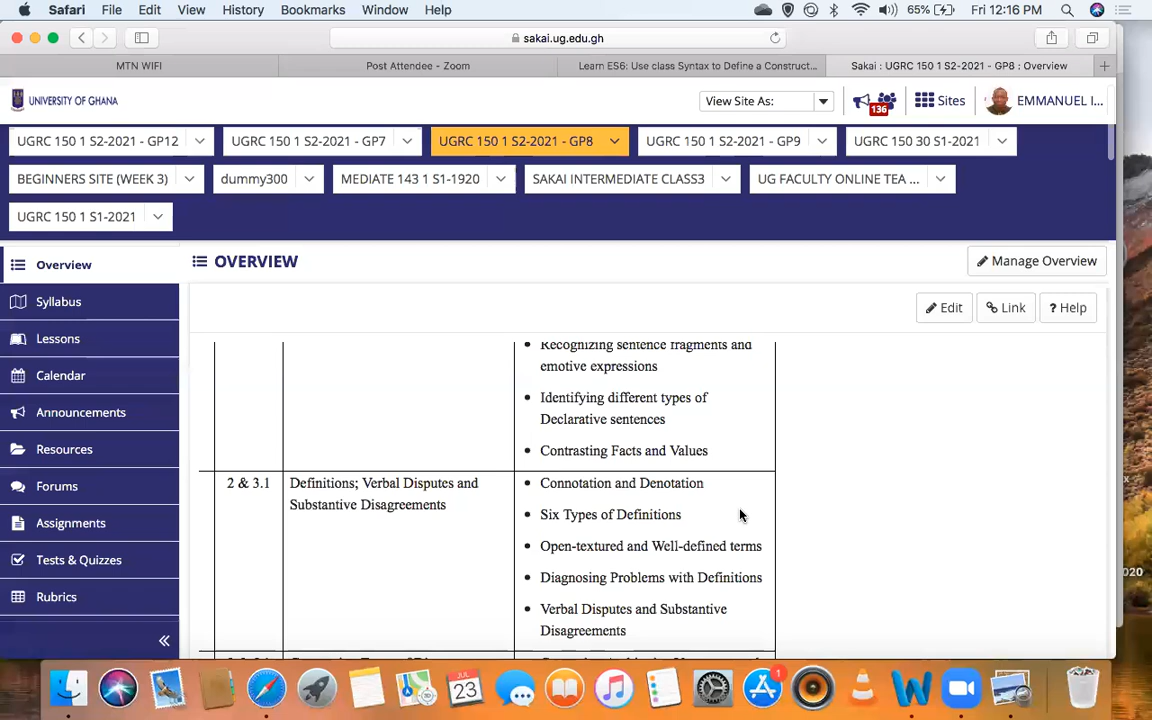 Safari File Edit View History Bookmarks Window Help 65% Fri 12:16 PM
sakai.ug.edu.gh
MTN WIFI Post Attendee - Zoom Learn ES6: Use class Syntax to Define a Construct... Sakai : UGRC 150 1 S2-2021 - GP8 : Overview
UNIVERSITY OF GHANA View Site As: 136 Sites EMMANUEL I...
UGRC 150 1 S2-2021 - GP12 UGRC 150 1 S2-2021 - GP7 UGRC 150 1 S2-2021 - GP8 UGRC 150 1 S2-2021 - GP9 UGRC 150 30 S1-2021
BEGINNERS SITE (WEEK 3) dummy300 MEDIATE 143 1 S1-1920 SAKAI INTERMEDIATE CLASS3 UG FACULTY ONLINE TEA ...
UGRC 150 1 S1-2021
Overview
Syllabus
Lessons
Calendar
Announcements
Resources
Forums
Assignments
Tests & Quizzes
Rubrics
OVERVIEW Manage Overview
Edit Link ? Help
Recognizing sentence fragments and
emotive expressions
Identifying different types of
Declarative sentences
Contrasting Facts and Values
2 & 3.1 Definitions; Verbal Disputes and
Substantive Disagreements
Connotation and Denotation
Six Types of Definitions
Open-textured and Well-defined terms
Diagnosing Problems with Definitions
Verbal Disputes and Substantive
Disagreements
JUL
23
1